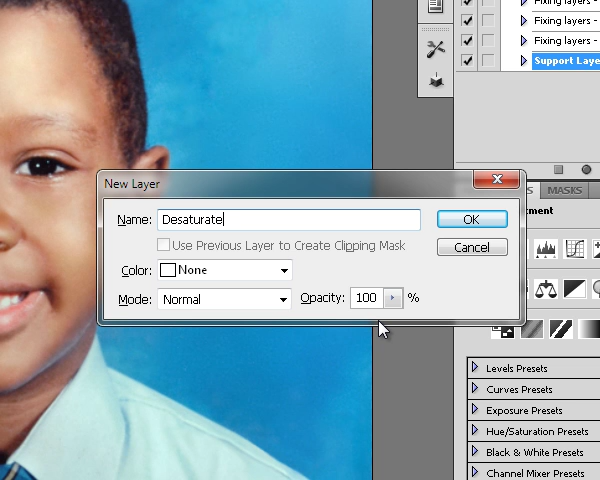 Fixing layers -
Fixing layers -
Fixing layers -
Support Laye
New Layer
MASKS
Name: Desaturate
OK
tment
Use Previous Layer to Create Clipping Mask
Cancel
Color: None
Mode: Normal
Opacity: 100 %
Levels Presets
Curves Presets
Exposure Presets
Hue/Saturation Presets
Black & White Presets
Channel Mixer Presets